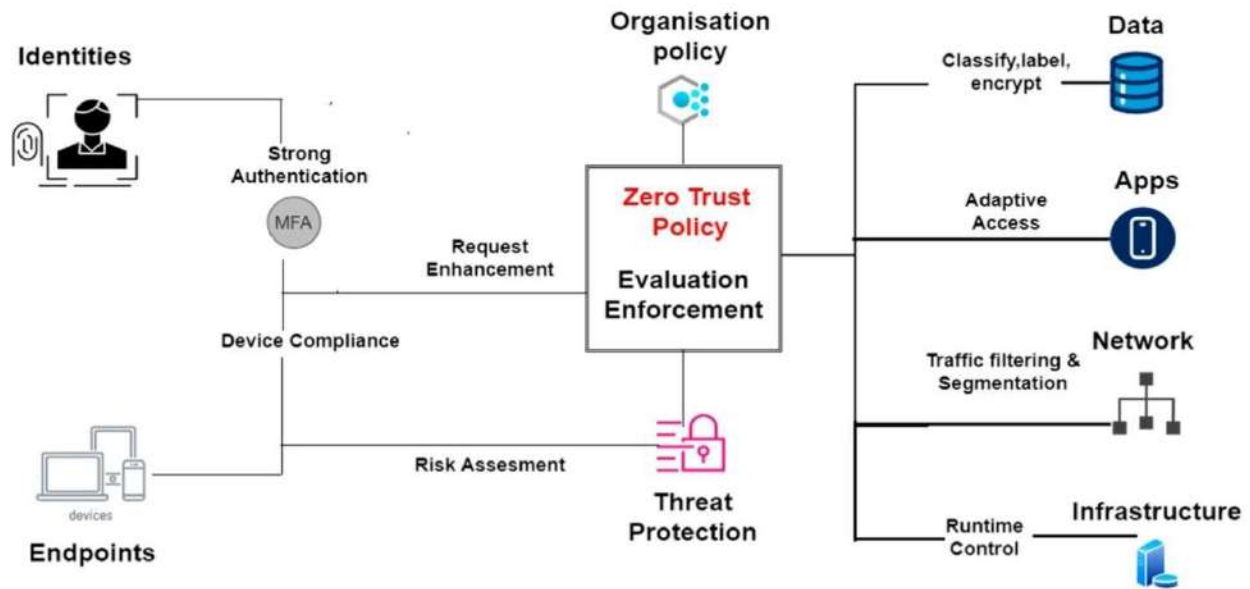 Identities
Strong
Authentication
MFA
Device Compliance
devices
Endpoints
Request
Enhancement
Risk Assesment
Organisation
policy
Zero Trust
Policy
Evaluation
Enforcement
Threat
Protection
Classify,label,
encrypt
Data
Adaptive
Access
Apps
Traffic filtering &
Segmentation
Network
Runtime
Control
Infrastructure